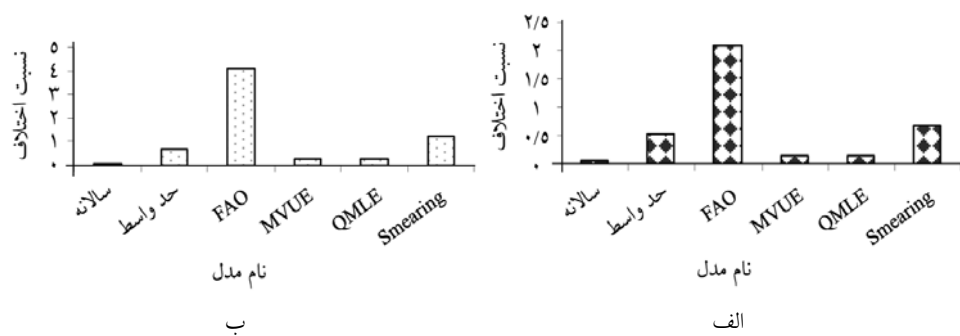 نسبت اختلاف
۲/۵
۲
۱/۵
۱
۰/۵
۰
سالانه
حد واسط
FAO
MVUE
QMLE
Smearing
نام مدل
الف
نسبت اختلاف
۵
۴
۳
۲
۱
۰
سالانه
حد واسط
FAO
MVUE
QMLE
Smearing
نام مدل
ب